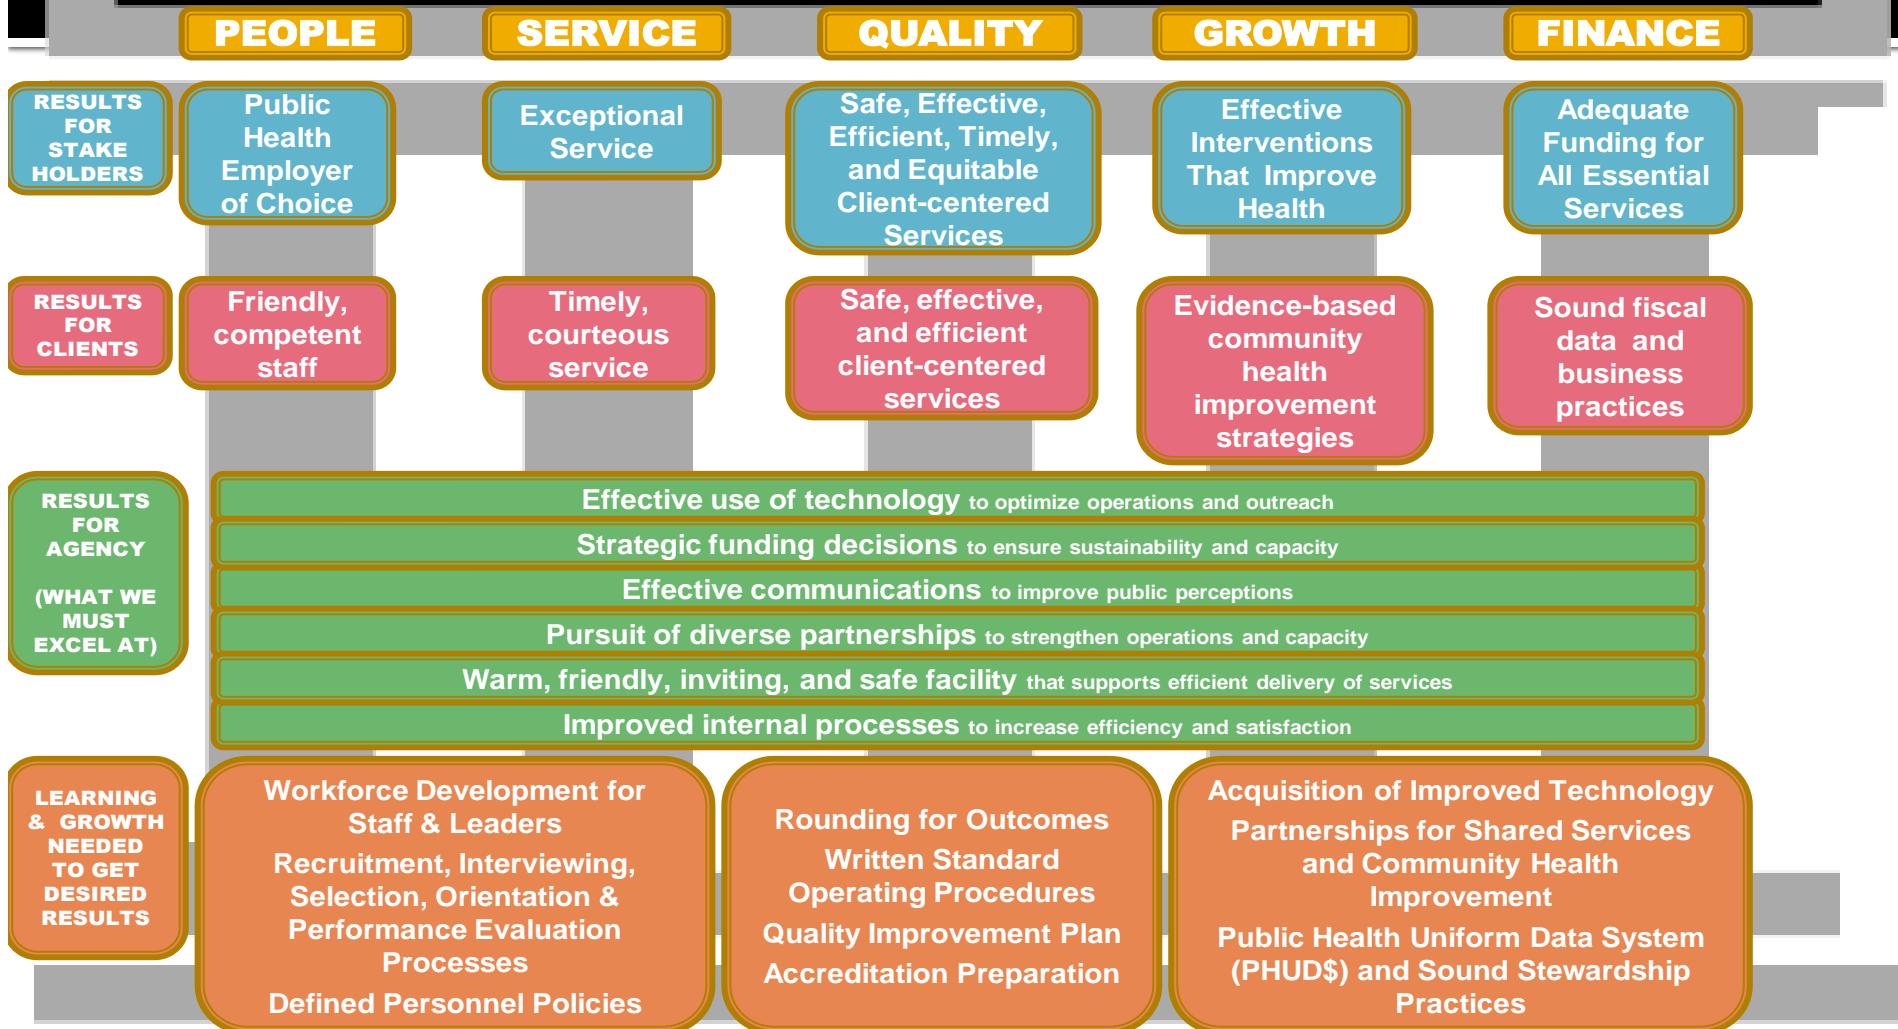 PEOPLE
SERVICE
QUALITY
GROWTH
FINANCE
RESULTS
FOR
STAKE
HOLDERS
Public
Health
Employer
of Choice
Exceptional
Service
Safe, Effective,
Efficient, Timely,
and Equitable
Client-centered
Services
Effective
Interventions
That Improve
Health
Adequate
Funding for
All Essential
Services
RESULTS
FOR
CLIENTS
Friendly,
competent
staff
Timely,
courteous
service
Safe, effective,
and efficient
client-centered
services
Evidence-based
community
health
improvement
strategies
Sound fiscal
data and
business
practices
RESULTS
FOR
AGENCY
(WHAT WE
MUST
EXCEL AT)
Effective use of technology to optimize operations and outreach
Strategic funding decisions to ensure sustainability and capacity
Effective communications to improve public perceptions
Pursuit of diverse partnerships to strengthen operations and capacity
Warm, friendly, inviting, and safe facility that supports efficient delivery of services
Improved internal processes to increase efficiency and satisfaction
LEARNING
& GROWTH
NEEDED
TO GET
DESIRED
RESULTS
Workforce Development for
Staff & Leaders
Recruitment, Interviewing,
Selection, Orientation &
Performance Evaluation
Processes
Defined Personnel Policies
Rounding for Outcomes
Written Standard
Operating Procedures
Quality Improvement Plan
Accreditation Preparation
Acquisition of Improved Technology
Partnerships for Shared Services
and Community Health
Improvement
Public Health Uniform Data System
(PHUD$) and Sound Stewardship
Practices